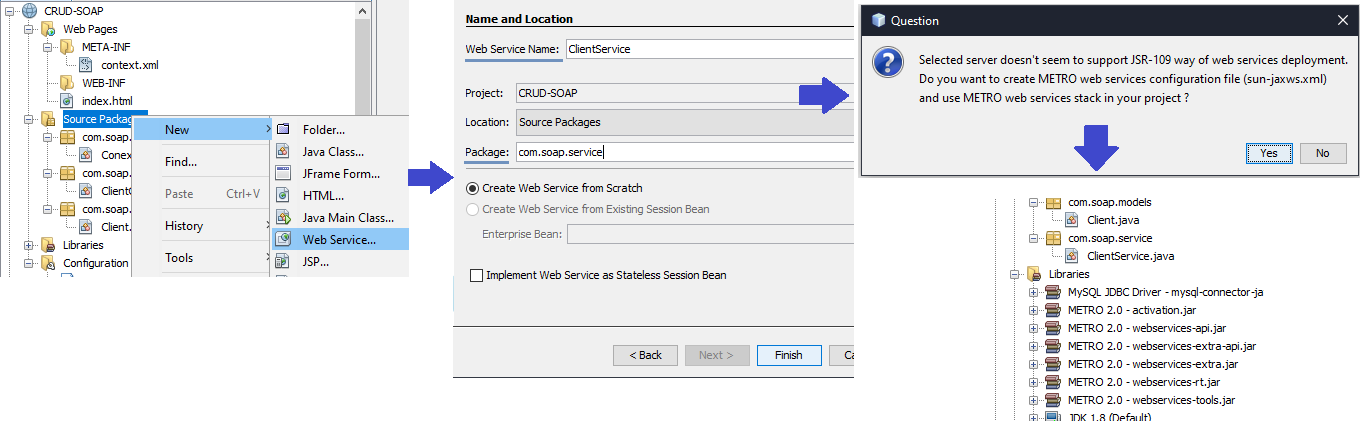 CRUD-SOAP
Web Pages
META-INF
context.xml
WEB-INF
index.html
Source Packag
com.soap.
Conex
com.soap.
Client
com.soap.
Client.
Libraries
Configuration
New
Find...
Paste Ctrl+V
History
Tools
Folder...
Java Class...
JFrame Form...
HTML...
Java Main Class...
Web Service...
JSP...
Name and Location
Web Service Name: ClientService
Project: CRUD-SOAP
Location: Source Packages
Package: com.soap.service
Create Web Service from Scratch
Create Web Service from Existing Session Bean
Enterprise Bean:
Implement Web Service as Stateless Session Bean
< Back Next > Finish Ca
Question
Selected server doesn't seem to support JSR-109 way of web services deployment.
Do you want to create METRO web services configuration file (sun-jaxws.xml)
and use METRO web services stack in your project ?
Yes No
com.soap.models
Client.java
com.soap.service
ClientService.java
Libraries
MySQL JDBC Driver - mysql-connector-ja
METRO 2.0 - activation.jar
METRO 2.0 - webservices-api.jar
METRO 2.0 - webservices-extra-api.jar
METRO 2.0 - webservices-extra.jar
METRO 2.0 - webservices-rt.jar
METRO 2.0 - webservices-tools.jar
JDK 1.8 (Default)